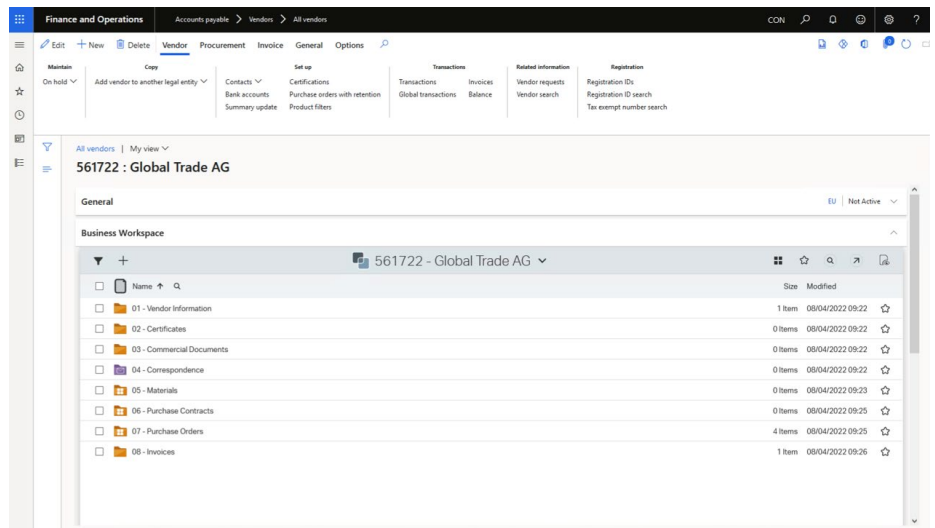 Finance and Operations Accounts payable > Vendors > All vendors CON ?
Edit + New Delete Vendor Procurement Invoice General Options 0
Maintain Copy Set up Transactions Related information Registration
On hold Add vendor to another legal entity Contacts Certifications Transactions Invoices Vendor requests Registration IDs
Bank accounts Purchase orders with retention Global transactions Balance Vendor search Registration ID search
Summary update Product filters Tax exempt number search
All vendors | My view
561722 : Global Trade AG
General EU | Not Active
Business Workspace
+ 561722 - Global Trade AG
Name Size Modified
01 - Vendor Information 1 Item 08/04/2022 09:22
02 - Certificates 0 Items 08/04/2022 09:22
03 - Commercial Documents 0 Items 08/04/2022 09:22
04 - Correspondence 0 Items 08/04/2022 09:22
05 - Materials 0 Items 08/04/2022 09:23
06 - Purchase Contracts 0 Items 08/04/2022 09:25
07 - Purchase Orders 4 Items 08/04/2022 09:25
08 - Invoices 1 Item 08/04/2022 09:26